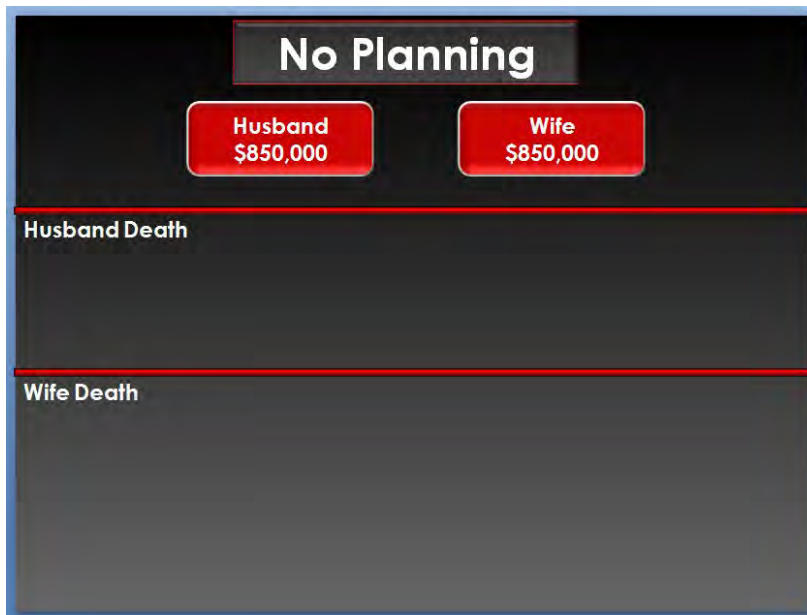 No Planning
Husband
$850,000
Wife
$850,000
Husband Death
Wife Death